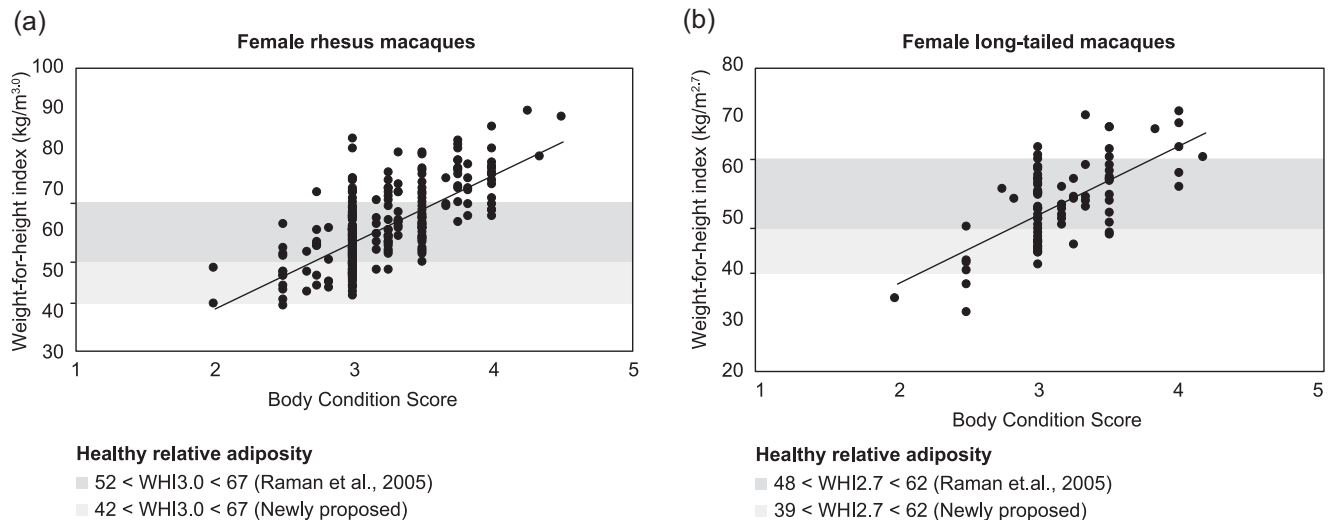 (a)
Female rhesus macaques
Weight-for-height index (kg/m3.0)
100
90
80
70
60
50
40
30
1 2 3 4 5
Body Condition Score
Healthy relative adiposity
52 < WHI3.0 < 67 (Raman et al., 2005)
42 < WHI3.0 < 67 (Newly proposed)
(b)
Female long-tailed macaques
Weight-for-height index (kg/m2.7)
80
70
60
50
40
30
20
1 2 3 4 5
Body Condition Score
Healthy relative adiposity
48 < WHI2.7 < 62 (Raman et.al., 2005)
39 < WHI2.7 < 62 (Newly proposed)